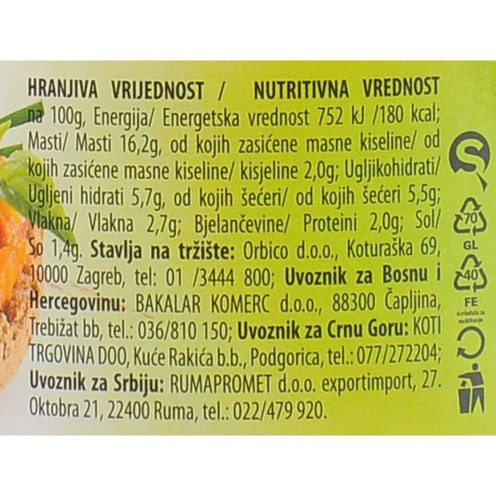 HRANJIVA VRIJEDNOST / NUTRITIVNA VREDNOST
na 100g, Energija/ Energetska vrednost 752 kJ /180 kcal;
Masti/ Masti 16,2g, od kojih zasićene masne kiseline/ od
kojih zasićene masne kiseline/ kisjeline 2,0g; Ugljikohidrati/
Ugljeni hidrati 5,7g, od kojih šećeri/ od kojih šećeri 5,5g;
Vlakna/ Vlakna 2,7g; Bjelančevine/ Proteini 2,0g; Sol/
So 1,4g. Stavlja na tržište: Orbico d.o.o., Koturaška 69,
10000 Zagreb, tel: 01 /3444 800; Uvoznik za Bosnu i
Hercegovinu: BAKALAR KOMERC d.o.o., 88300 Čapljina,
Trebižat bb, tel.: 036/810 150; Uvoznik za Crnu Goru: KOTI
TRGOVINA DOO, Kuće Rakića b.b., Podgorica, tel.: 077/272204;
Uvoznik za Srbiju: RUMAPROMET d.o.o. exportimport, 27.
Oktobra 21, 22400 Ruma, tel.: 022/479 920.
70
GL
40
FE